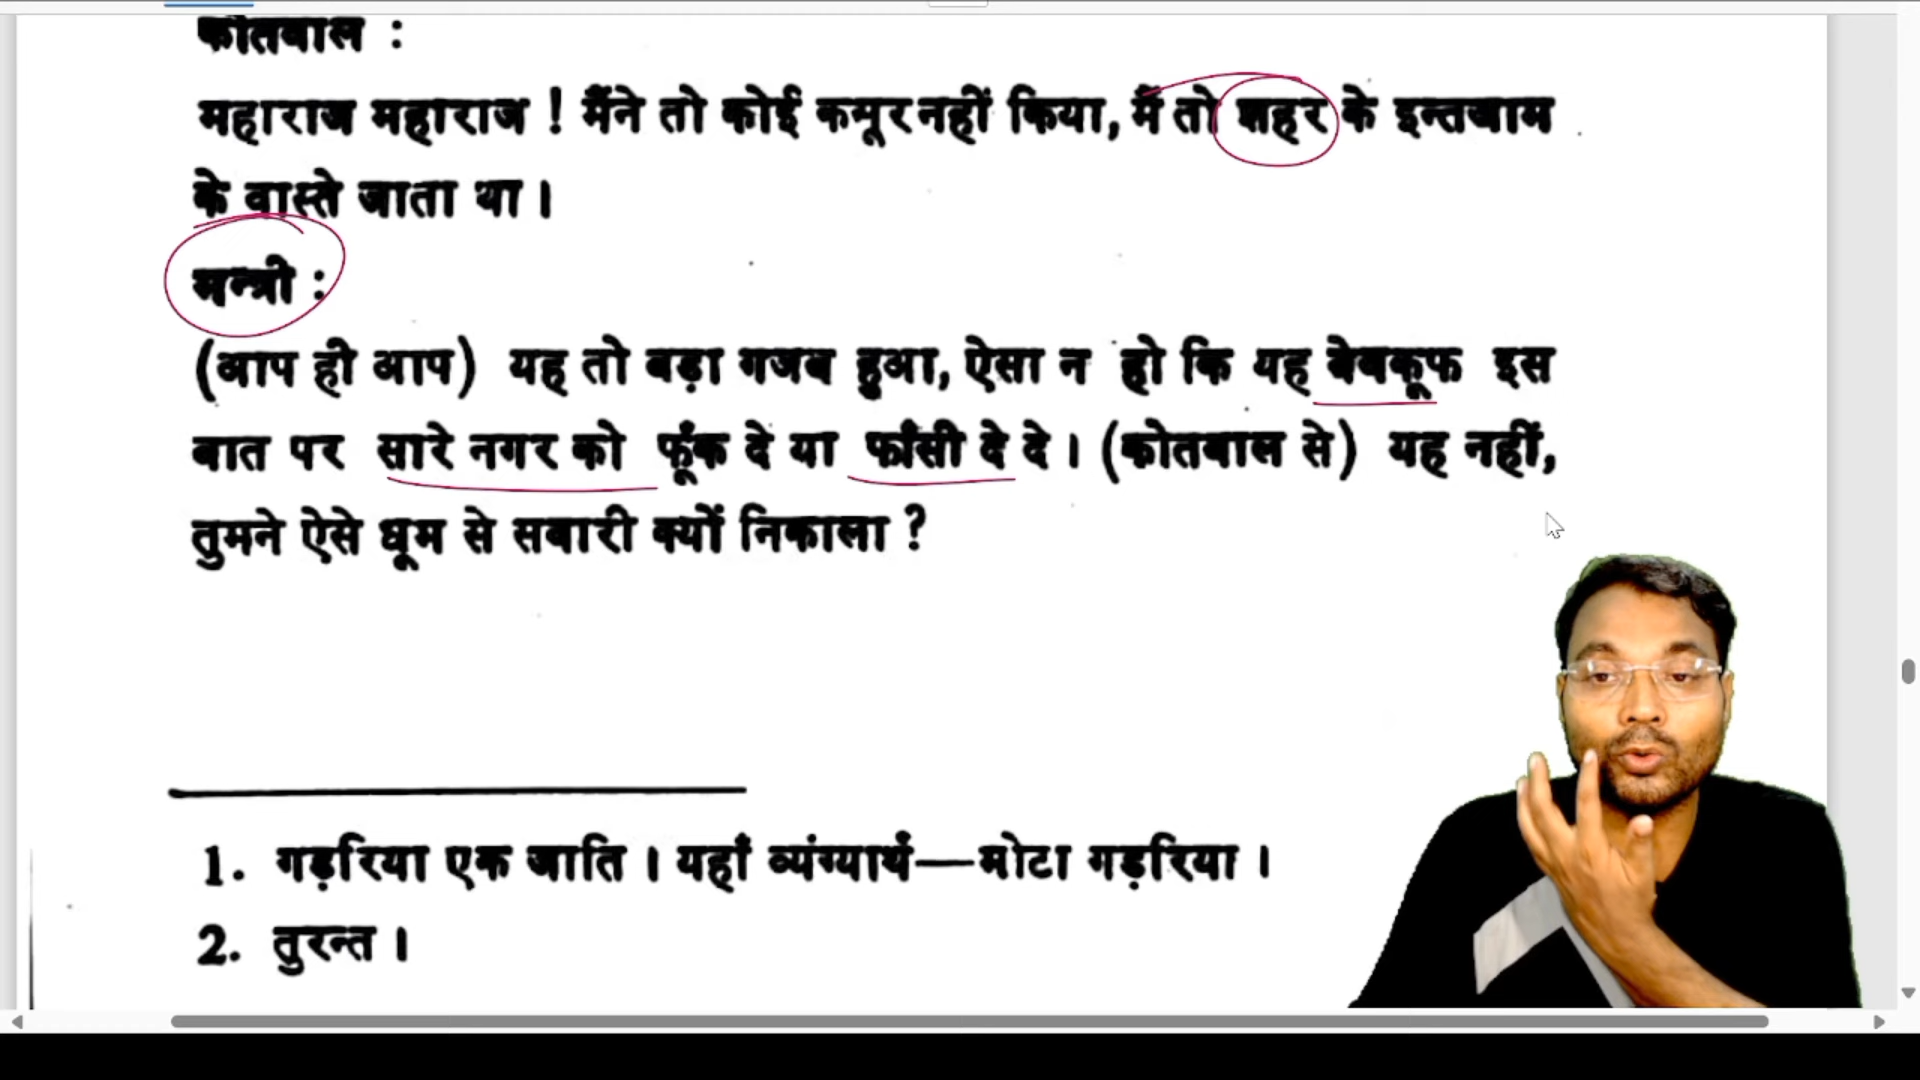 कोतवाल :
महाराज महाराज ! मैंने तो कोई कसूर नहीं किया, मैं तो शहर के इन्तजाम
के वास्ते जाता था ।
मन्त्री :
(आप ही आप) यह तो बड़ा गजब हुआ, ऐसा न हो कि यह बेवकूफ इस
बात पर सारे नगर को फूँक दे या फाँसी दे दे । (कोतवाल से) यह नहीं,
तुमने ऐसे धूम से सवारी क्यों निकाला ?
1. गड़रिया एक जाति । यहाँ व्यंग्यार्थ—मोटा गड़रिया ।
2. तुरन्त ।